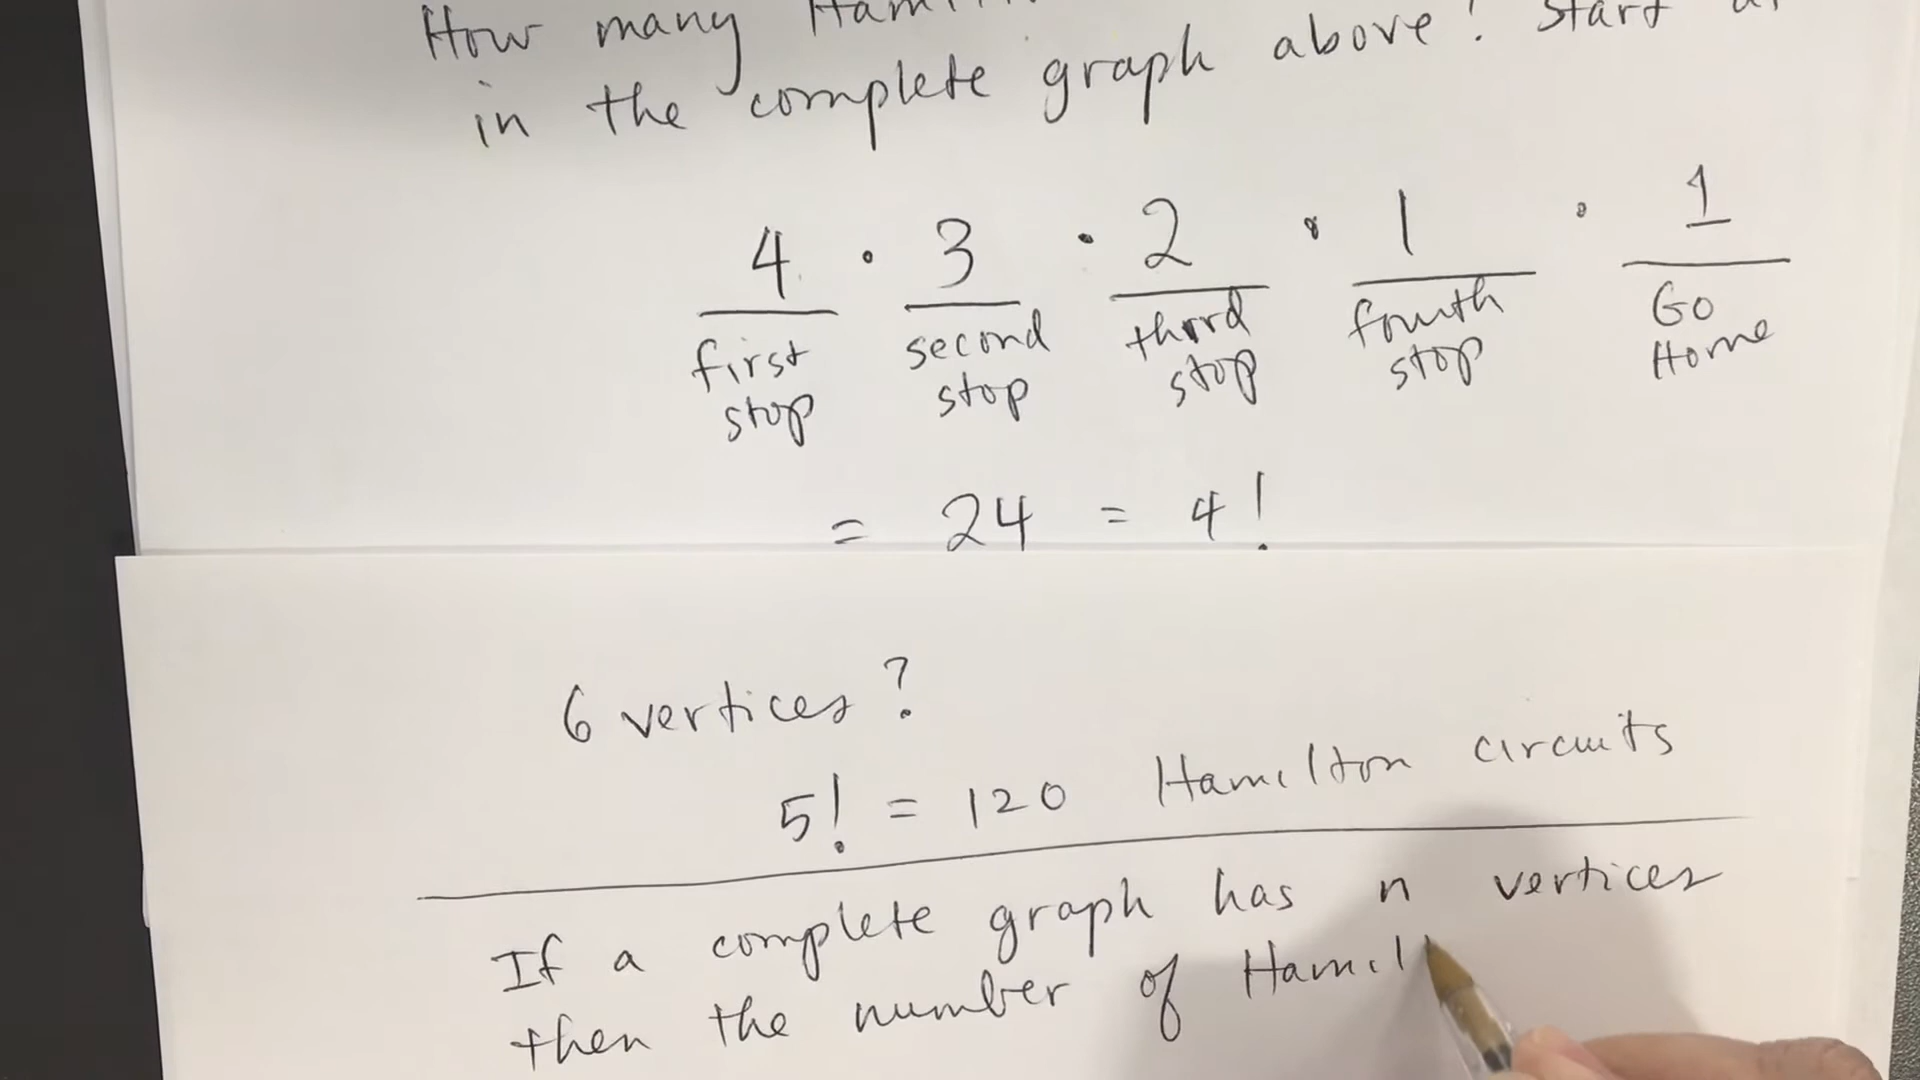 How many
in the complete graph above? Start
4 · 3 · 2 · 1 · 1
first stop second stop third stop fourth stop Go Home
= 24 = 4!
6 vertices?
5! = 120 Hamilton circuits
If a complete graph has n vertices
then the number of Hamil